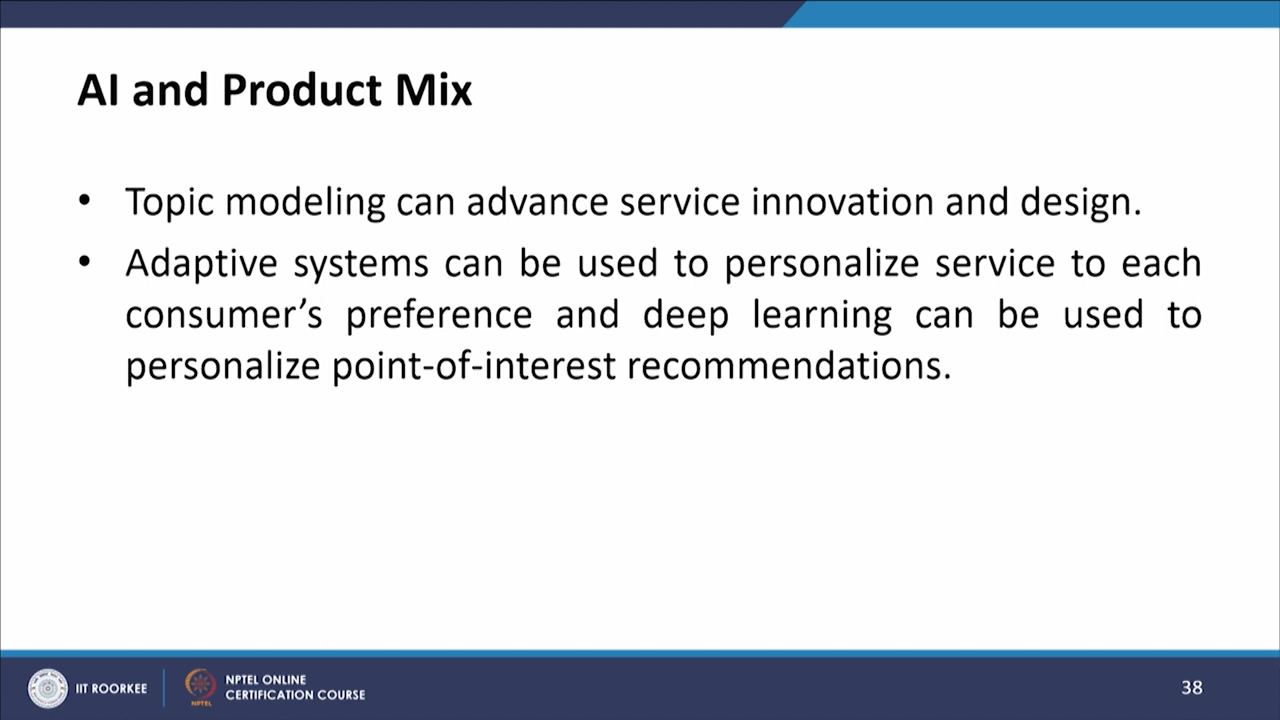 AI and Product Mix
• Topic modeling can advance service innovation and design.
• Adaptive systems can be used to personalize service to each
consumer’s preference and deep learning can be used to
personalize point-of-interest recommendations.
IIT ROORKEE
NPTEL
NPTEL ONLINE
CERTIFICATION COURSE
38